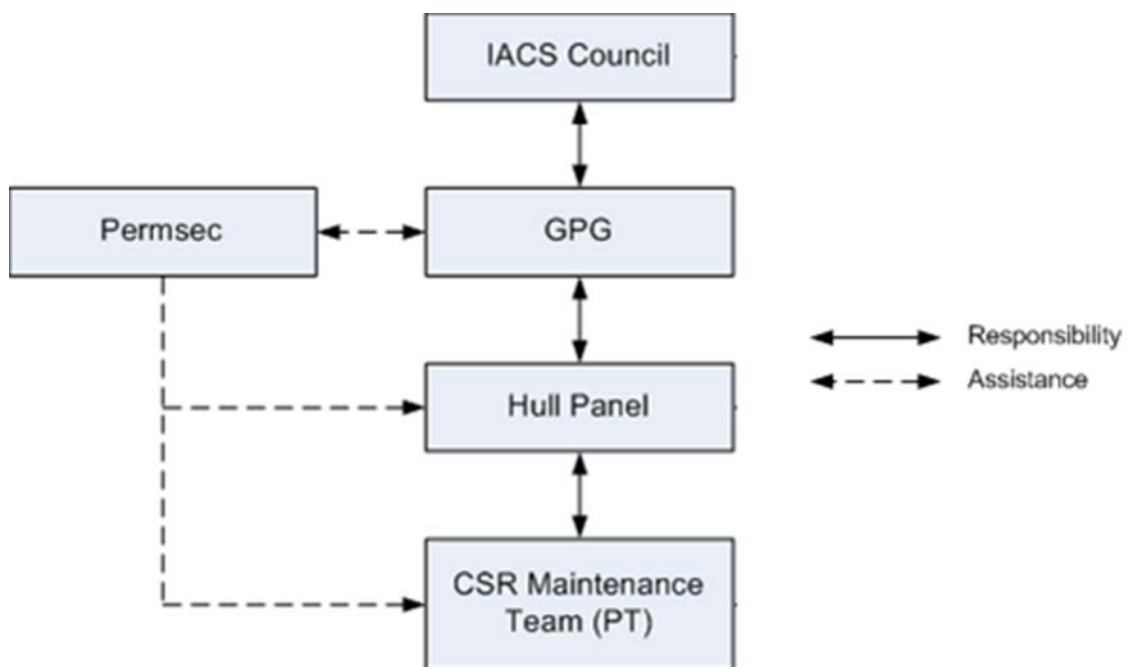 IACS Council
Permsec
GPG
Responsibility
Assistance
Hull Panel
CSR Maintenance
Team (PT)